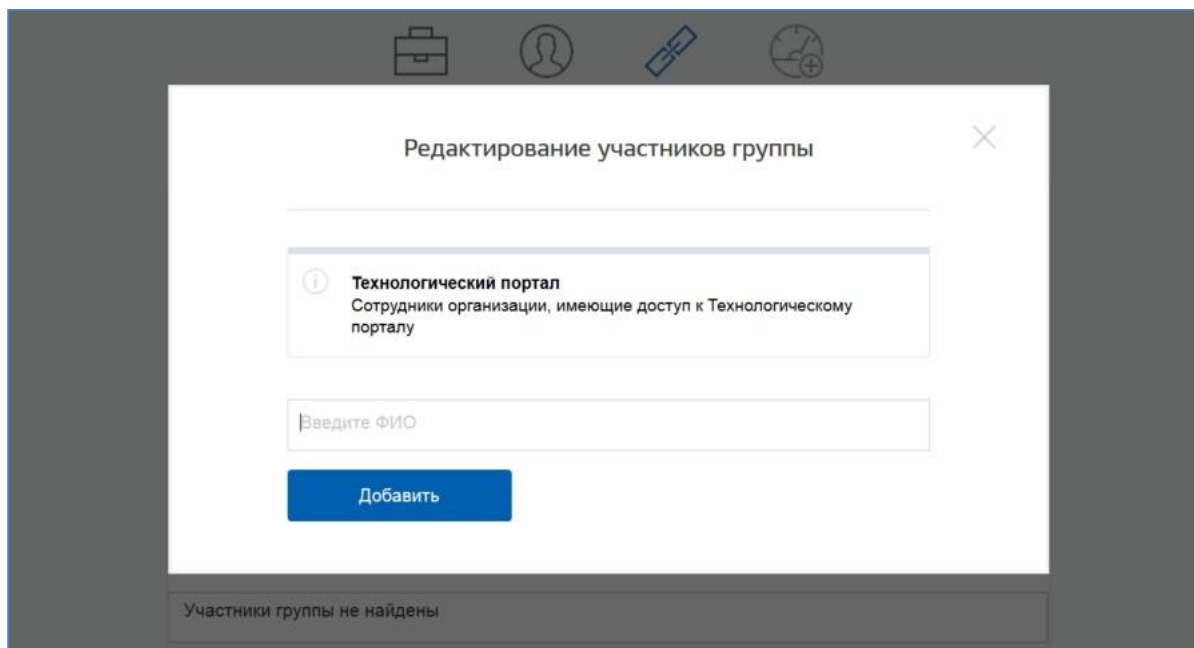 Редактирование участников группы
Технологический портал
Сотрудники организации, имеющие доступ к Технологическому
порталу
Введите ФИО
Добавить
Участники группы не найдены